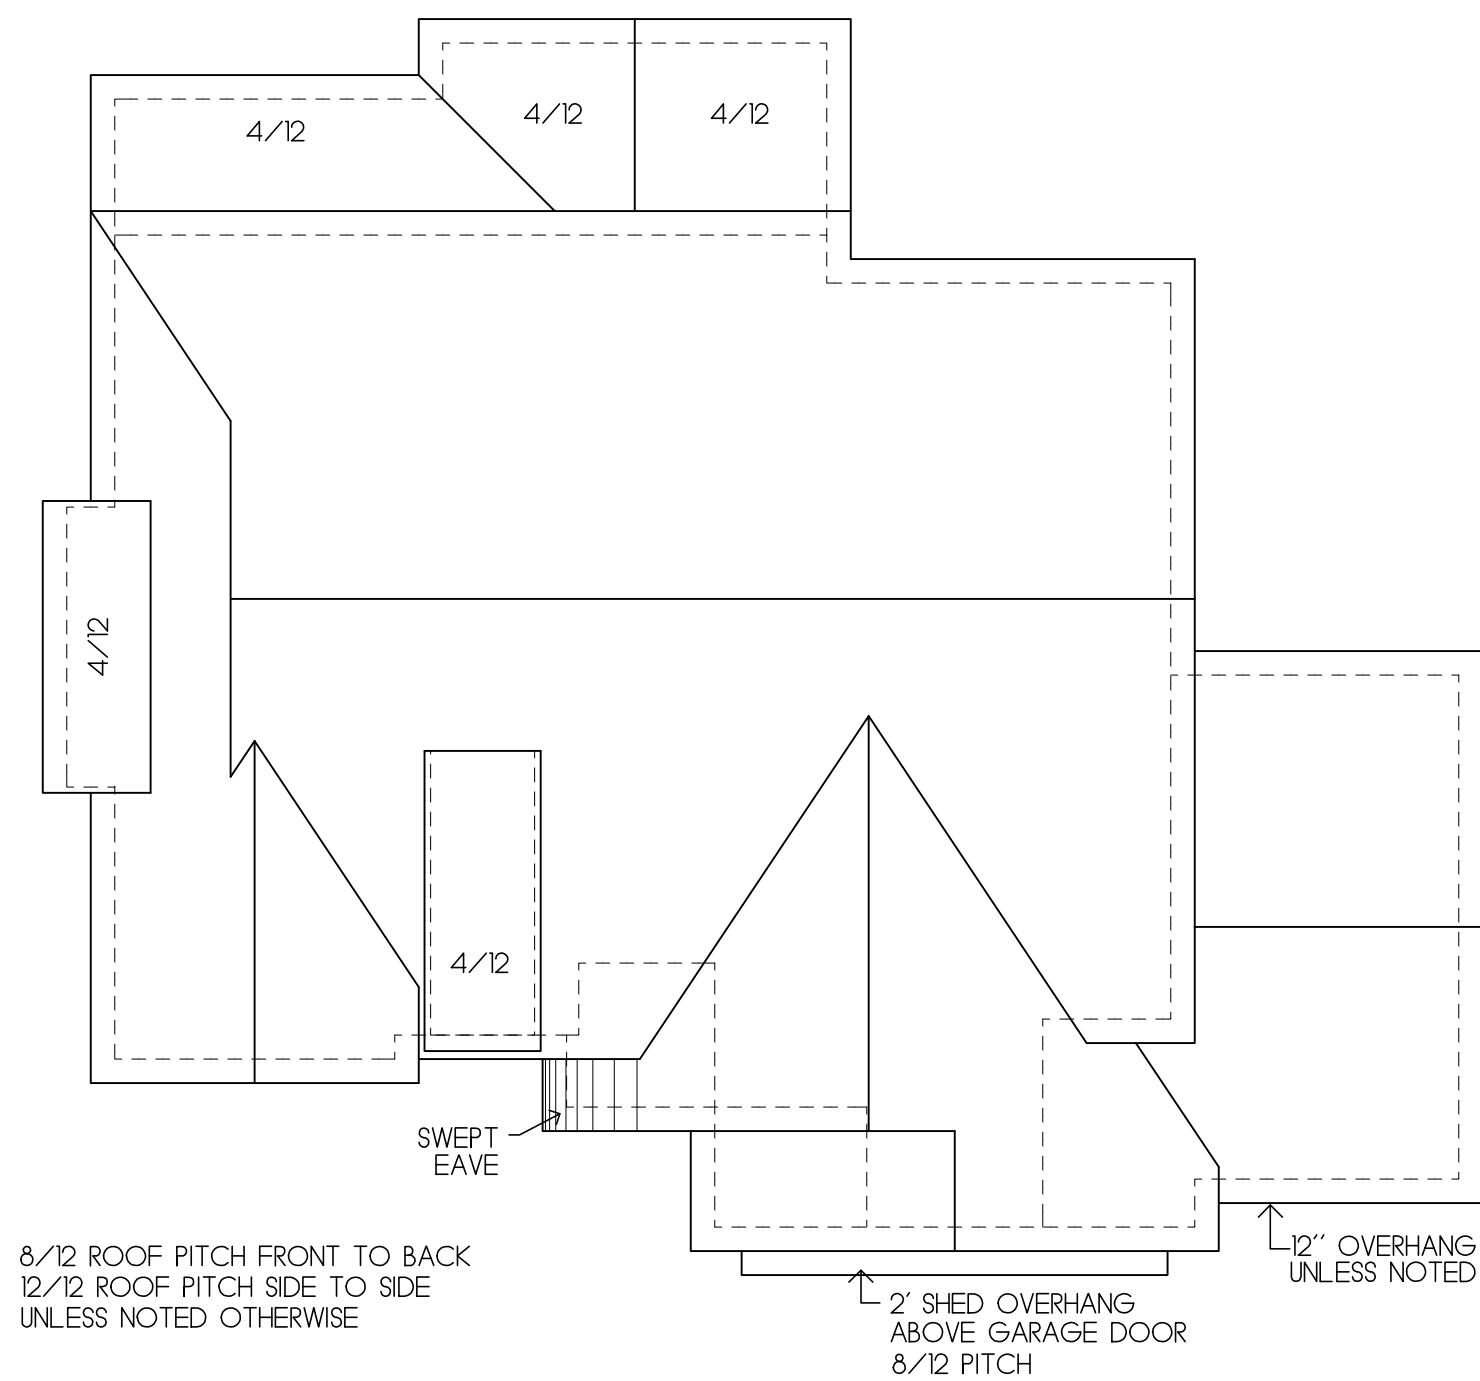 4/12
4/12
4/12
4/12
4/12
SWEPT
EAVE
8/12 ROOF PITCH FRONT TO BACK
12/12 ROOF PITCH SIDE TO SIDE
UNLESS NOTED OTHERWISE
12'' OVERHANG
UNLESS NOTED
2' SHED OVERHANG
ABOVE GARAGE DOOR
8/12 PITCH